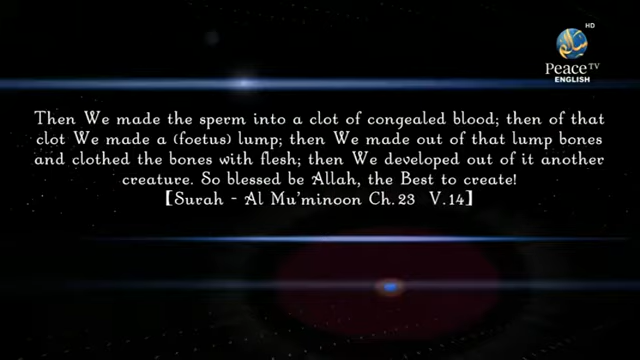 HD
سلام
Peace TV
ENGLISH
Then We made the sperm into a clot of congealed blood; then of that
clot We made a (foetus) lump; then We made out of that lump bones
and clothed the bones with flesh; then We developed out of it another
creature. So blessed be Allah, the Best to create!
[Surah - Al Mu'minoon Ch.23 V.14]